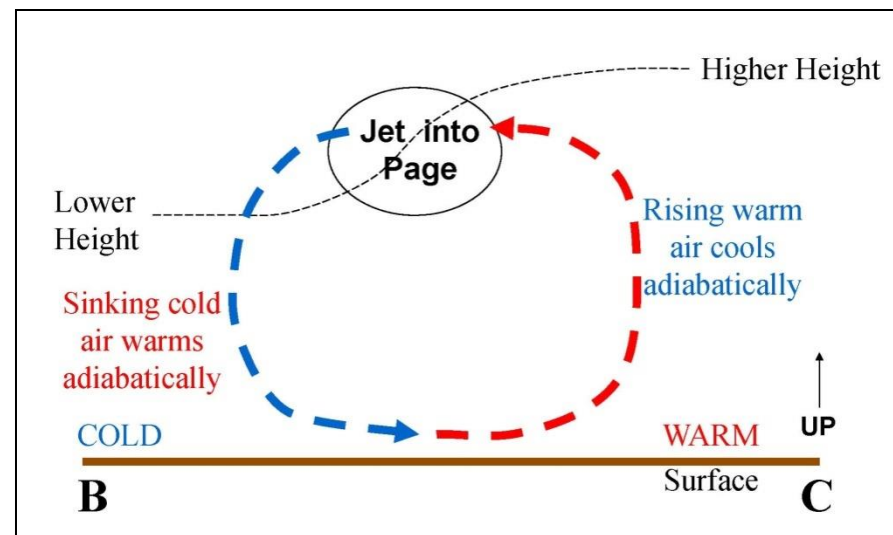 Higher Height
Jet into
Page
Lower
Height
Rising warm
air cools
adiabatically
Sinking cold
air warms
adiabatically
COLD
WARM
UP
Surface
B
C